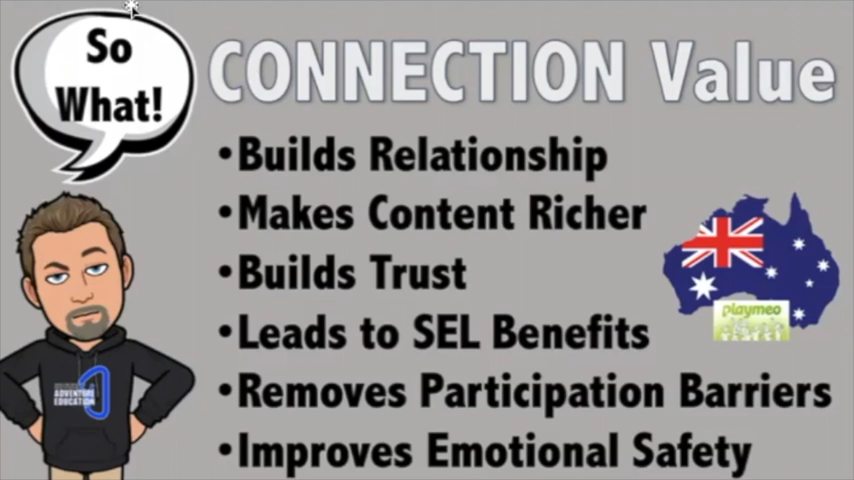 So
What!
CONNECTION Value
•Builds Relationship
•Makes Content Richer
•Builds Trust
•Leads to SEL Benefits
•Removes Participation Barriers
•Improves Emotional Safety
playmeo
ADVENTURE
EDUCATION